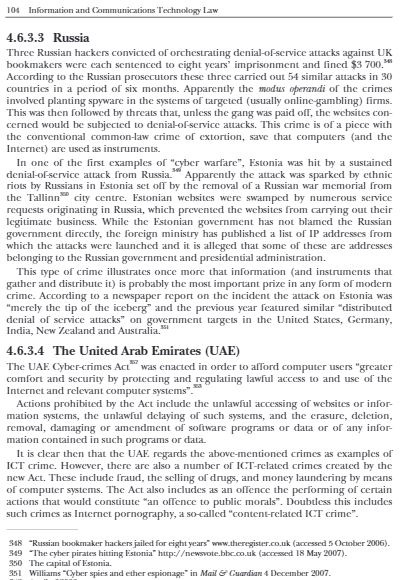 104 Information and Communications Technology Law
4.6.3.3 Russia
Three Russian hackers convicted of orchestrating denial-of-service attacks against UK
bookmakers were each sentenced to eight years' imprisonment and fined $3 700.348
According to the Russian prosecutors these three carried out 54 similar attacks in 30
countries in a period of six months. Apparently the modus operandi of the crimes
involved planting spyware in the systems of targeted (usually online-gambling) firms.
This was then followed by threats that, unless the gang was paid off, the websites con-
cerned would be subjected to denial-of-service attacks. This crime is of a piece with
the conventional common-law crime of extortion, save that computers (and the
Internet) are used as instruments.
In one of the first examples of "cyber warfare", Estonia was hit by a sustained
denial-of-service attack from Russia.349 Apparently the attack was sparked by ethnic
riots by Russians in Estonia set off by the removal of a Russian war memorial from
the Tallinn350 city centre. Estonian websites were swamped by numerous service
requests originating in Russia, which prevented the websites from carrying out their
legitimate business. While the Estonian government has not blamed the Russian
government directly, the foreign ministry has published a list of IP addresses from
which the attacks were launched and it is alleged that some of these are addresses
belonging to the Russian government and presidential administration.
This type of crime illustrates once more that information (and instruments that
gather and distribute it) is probably the most important prize in any form of modern
crime. According to a newspaper report on the incident the attack on Estonia was
"merely the tip of the iceberg" and the previous year featured similar "distributed
denial of service attacks" on government targets in the United States, Germany,
India, New Zealand and Australia.351
4.6.3.4 The United Arab Emirates (UAE)
The UAE Cyber-crimes Act352 was enacted in order to afford computer users "greater
comfort and security by protecting and regulating lawful access to and use of the
Internet and relevant computer systems".353
Actions prohibited by the Act include the unlawful accessing of websites or infor-
mation systems, the unlawful delaying of such systems, and the erasure, deletion,
removal, damaging or amendment of software programs or data or of any infor-
mation contained in such programs or data.
It is clear then that the UAE regards the above-mentioned crimes as examples of
ICT crime. However, there are also a number of ICT-related crimes created by the
new Act. These include fraud, the selling of drugs, and money laundering by means
of computer systems. The Act also includes as an offence the performing of certain
actions that would constitute "an offence to public morals". Doubtless this includes
such crimes as Internet pornography, a so-called "content-related ICT crime".
348 "Russian bookmaker hackers jailed for eight years" www.theregister.co.uk (accessed 5 October 2006).
349 "The cyber pirates hitting Estonia" http://newsvote.bbc.co.uk (accessed 18 May 2007).
350 The capital of Estonia.
351 Williams "Cyber spies and ether espionage" in Mail & Guardian 4 December 2007.